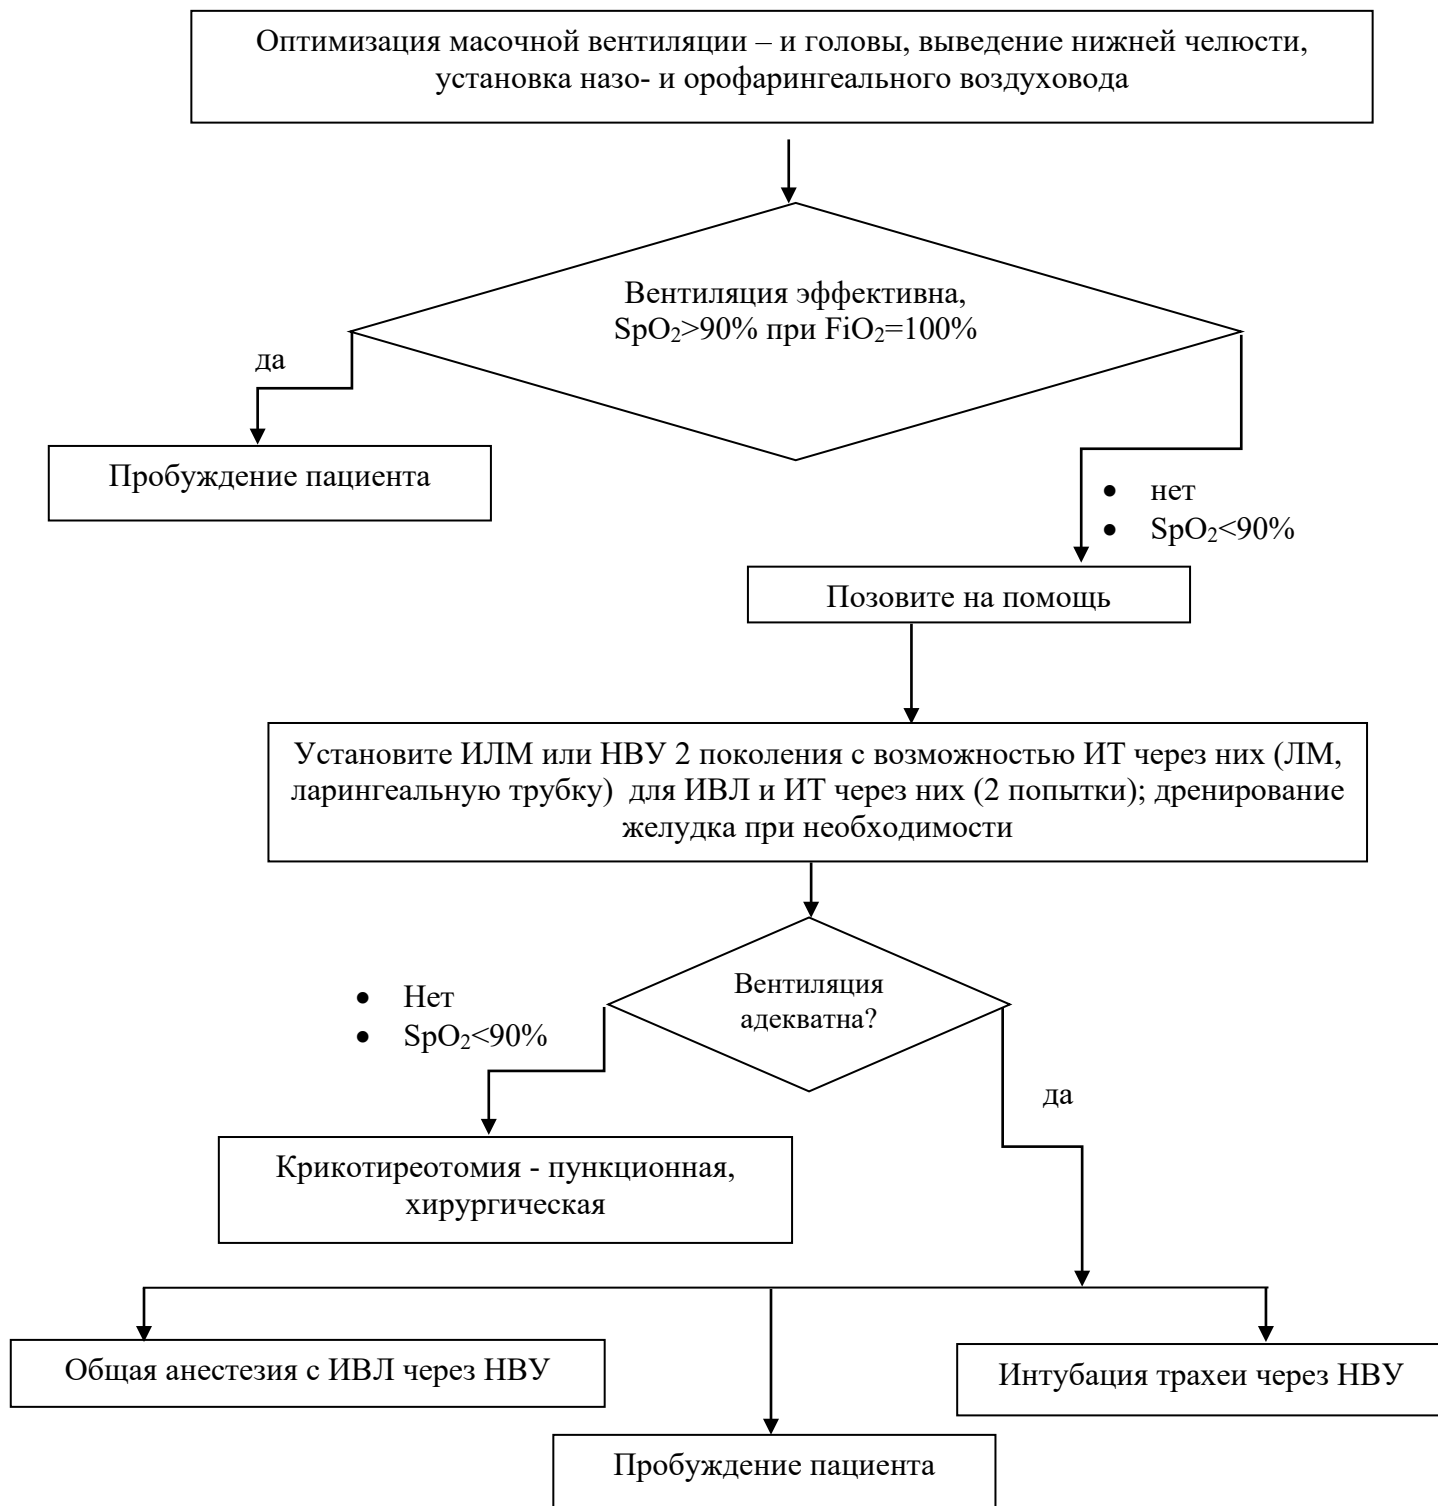 Оптимизация масочной вентиляции – и головы, выведение нижней челюсти,
установка назо- и орофарингеального воздуховода
Вентиляция эффективна,
SpO₂>90% при FiO₂=100%
да
Пробуждение пациента
• нет
• SpO₂<90%
Позовите на помощь
Установите ИЛМ или НВУ 2 поколения с возможностью ИТ через них (ЛМ,
ларингеальную трубку) для ИВЛ и ИТ через них (2 попытки); дренирование
желудка при необходимости
Вентиляция
адекватна?
• Нет
• SpO₂<90%
да
Крикотиреотомия - пункционная,
хирургическая
Общая анестезия с ИВЛ через НВУ
Интубация трахеи через НВУ
Пробуждение пациента